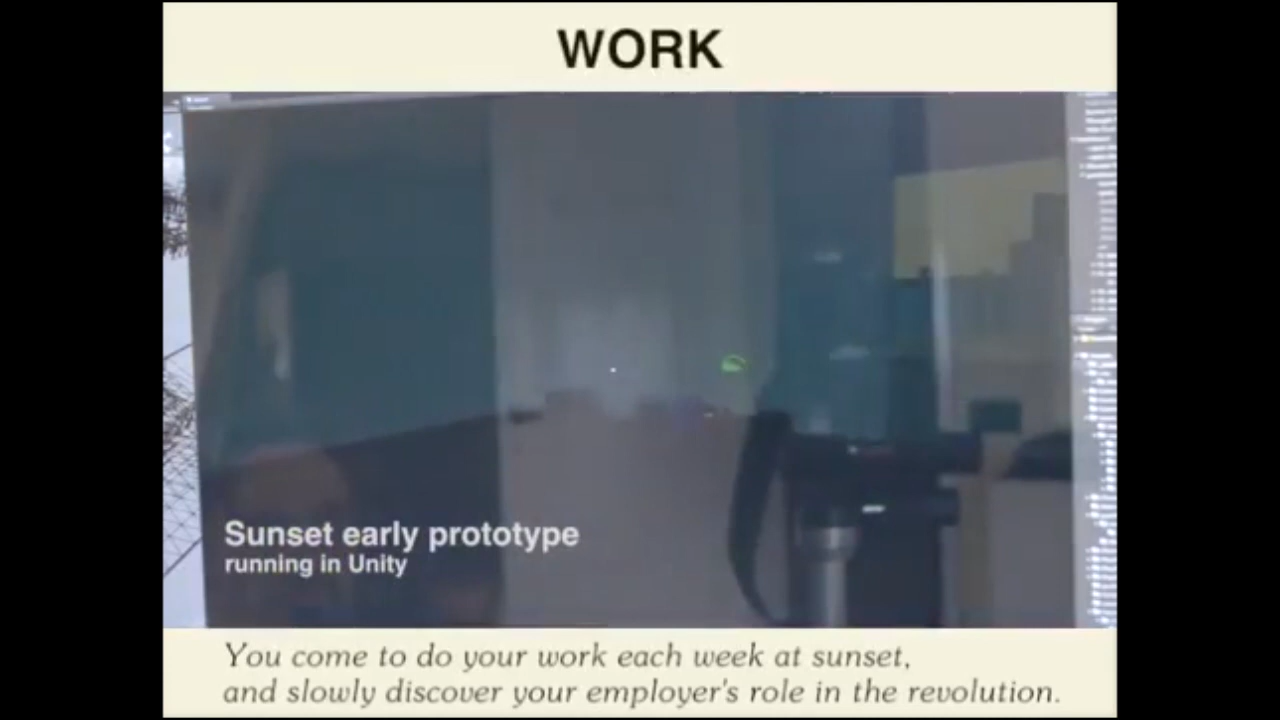 WORK
Sunset early prototype
running in Unity
You come to do your work each week at sunset,
and slowly discover your employer's role in the revolution.